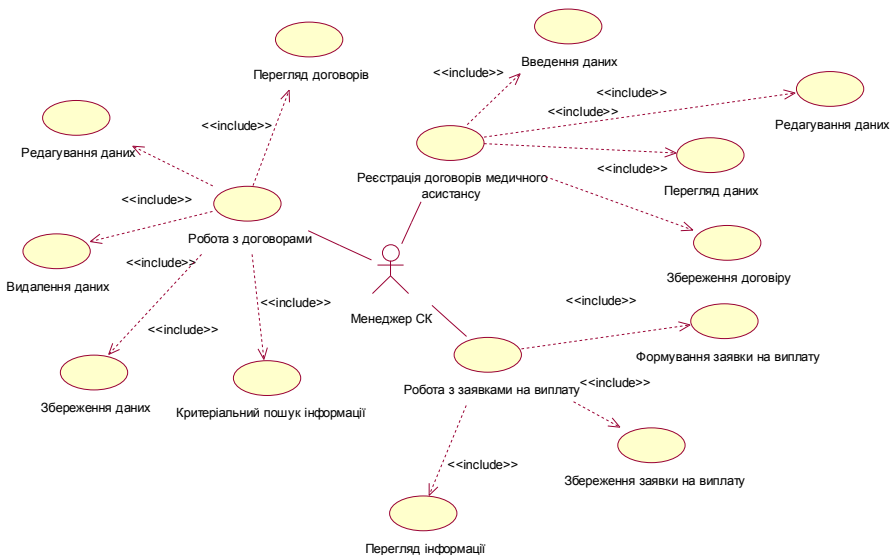 Введення даних
<<include>>
Перегляд договорів
<<include>>
<<include>>
Редагування даних
<<include>>
Редагування даних
<<include>>
Реєстрація договорів медичного
асистансу
Перегляд даних
<<include>>
Робота з договорами
<<include>>
Видалення даних
Збереження договіру
<<include>>
<<include>>
Менеджер СК
<<include>>
<<include>>
Формування заявки на виплату
Збереження даних
Критеріальний пошук інформації
Робота з заявками на виплату
<<include>>
<<include>>
Збереження заявки на виплату
Перегляд інформації